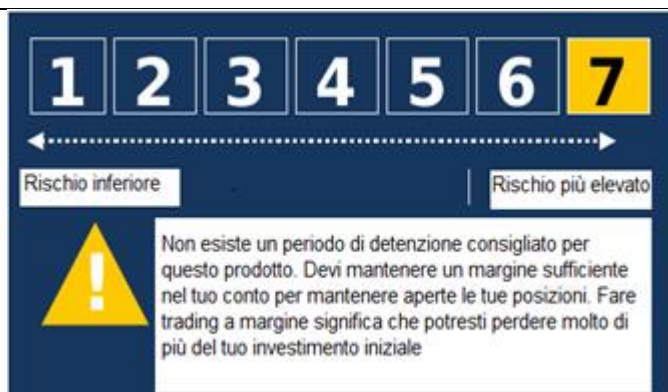 1 2 3 4 5 6 7
Rischio inferiore Rischio più elevato
!
Non esiste un periodo di detenzione consigliato per
questo prodotto. Devi mantenere un margine sufficiente
nel tuo conto per mantenere aperte le tue posizioni. Fare
trading a margine significa che potresti perdere molto di
più del tuo investimento iniziale